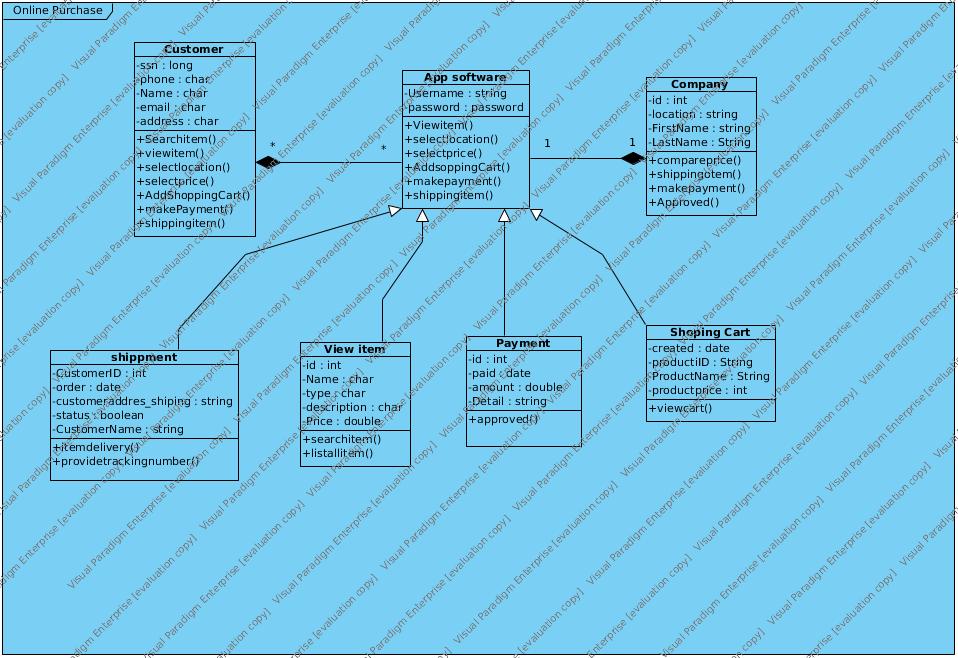 Online Purchase
Customer
-ssn : long
-phone : char
-Name : char
-email : char
-address : char
+Searchitem()
+viewitem()
+selectlocation()
+selectprice()
+AddShoppingCart()
+makePayment()
+shippingitem()
*
*
App software
-Username : string
-password : password
+Viewitem()
+selectlocation()
+selectprice()
+AddsoppingCart()
+makepayment()
+shippingitem()
1
1
Company
-id : int
-location : string
-FirstName : string
-LastName : String
+compareprice()
+shippingitem()
+makepayment()
+Approved()
shippment
-CustomerID : int
-order : date
-customeraddres_shiping : string
-status : boolean
-CustomerName : string
+itemdelivery()
+providetrackingnumber()
View item
-id : int
-Name : char
-type : char
-description : char
-Price : double
+searchitem()
+listallitem()
Payment
-id : int
-paid : date
-amount : double
-Detail : string
+approved()
Shoping Cart
-created : date
-productiID : String
-ProductName : String
-productprice : int
+viewcart()
Visual Paradigm Enterprise [evaluation copy]